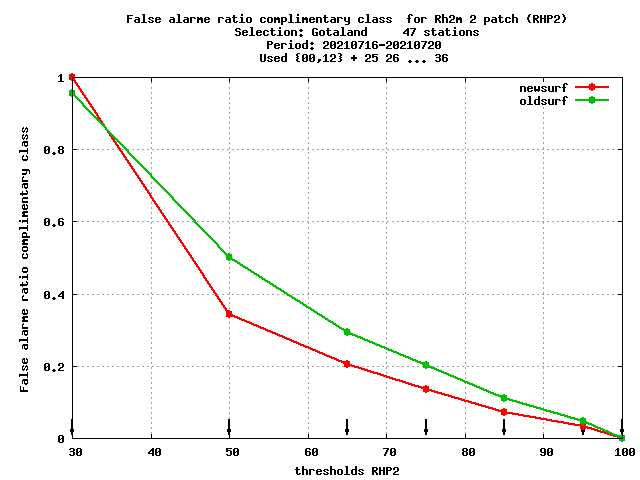 False alarme ratio complimentary class  for Rh2m 2 patch (RHP2)
Selection: Gotaland     47 stations
Period: 20210716-20210720
Used {00,12} + 25 26 ... 36
newsurf
oldsurf
1
0.8
0.6
0.4
0.2
0
False alarme ratio complimentary class
30 40 50 60 70 80 90 100
thresholds RHP2